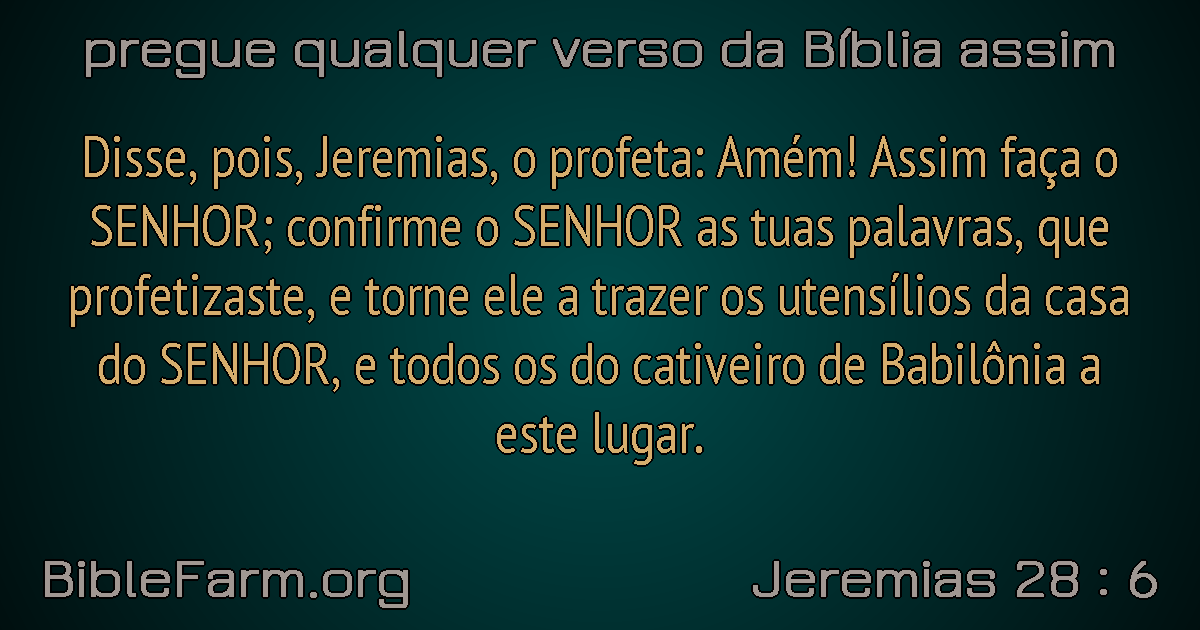 pregue qualquer verso da Bíblia assim
Disse, pois, Jeremias, o profeta: Amém! Assim faça o
SENHOR; confirme o SENHOR as tuas palavras, que
profetizaste, e torne ele a trazer os utensílios da casa
do SENHOR, e todos os do cativeiro de Babilônia a
este lugar.
BibleFarm.org
Jeremias 28 : 6